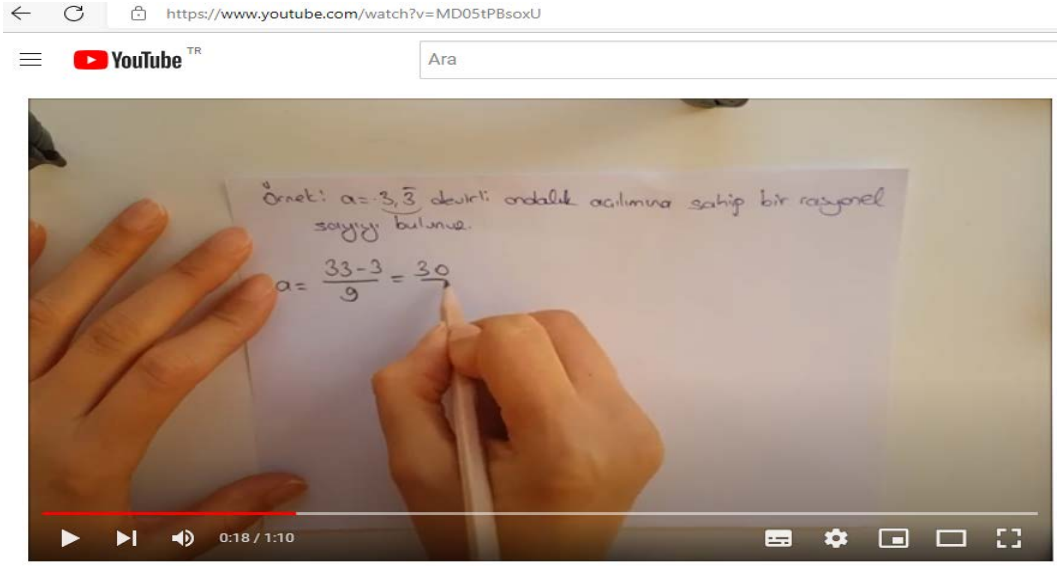 https://www.youtube.com/watch?v=MD05tPBsoxU
YouTube TR
Ara
Örnek: a=3,3̅ devirli ondalık açılımına sahip bir rasyonel
sayıyı bulunuz.
a= 33-3/9 = 30
0:18 / 1:10